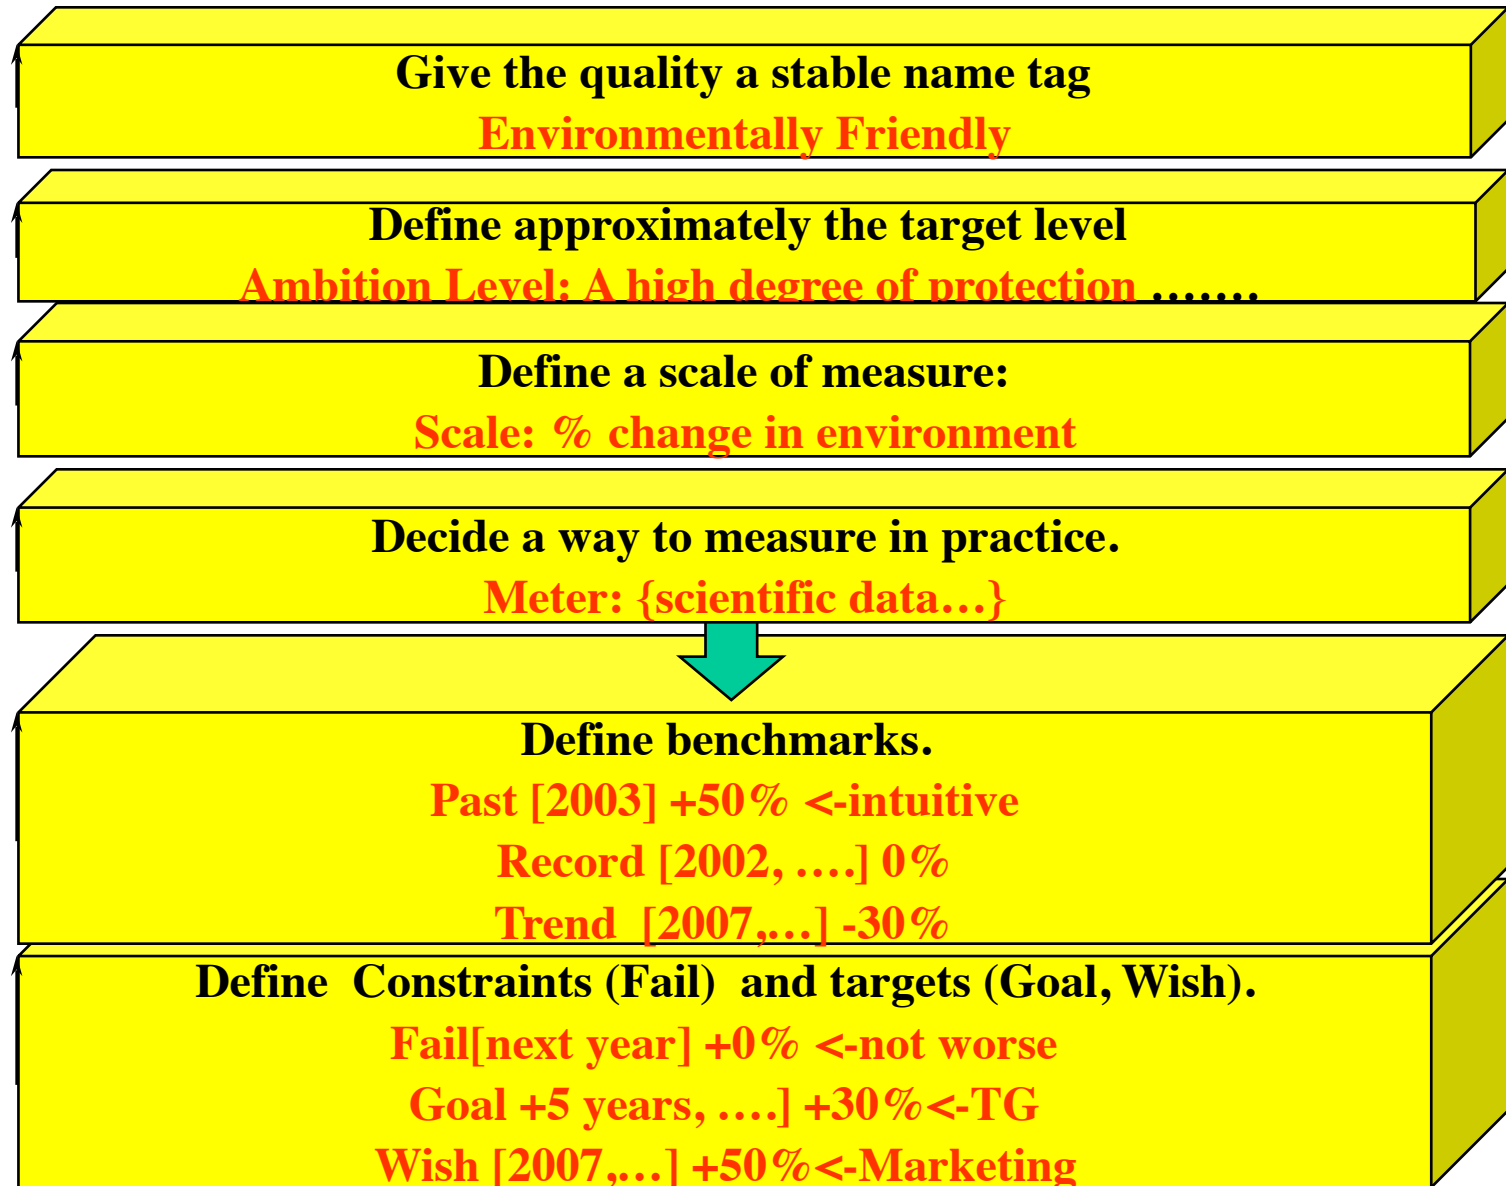 Give the quality a stable name tag
Environmentally Friendly
Define approximately the target level
Ambition Level: A high degree of protection .......
Define a scale of measure:
Scale: % change in environment
Decide a way to measure in practice.
Meter: {scientific data…}
Define benchmarks.
Past [2003] +50% <-intuitive
Record [2002, ….] 0%
Trend  [2007,…] -30%
Define  Constraints (Fail)  and targets (Goal, Wish).
Fail[next year] +0% <-not worse
Goal +5 years, ….] +30%<-TG
Wish [2007,…] +50%<-Marketing